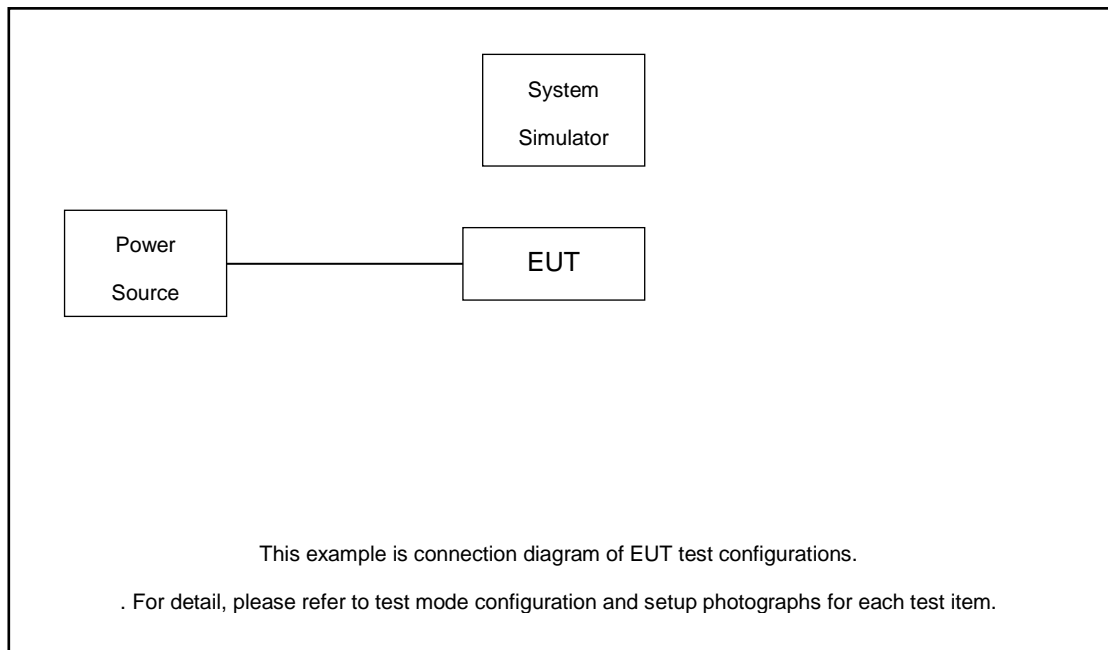 System
Simulator
Power
Source
EUT
This example is connection diagram of EUT test configurations.
. For detail, please refer to test mode configuration and setup photographs for each test item.